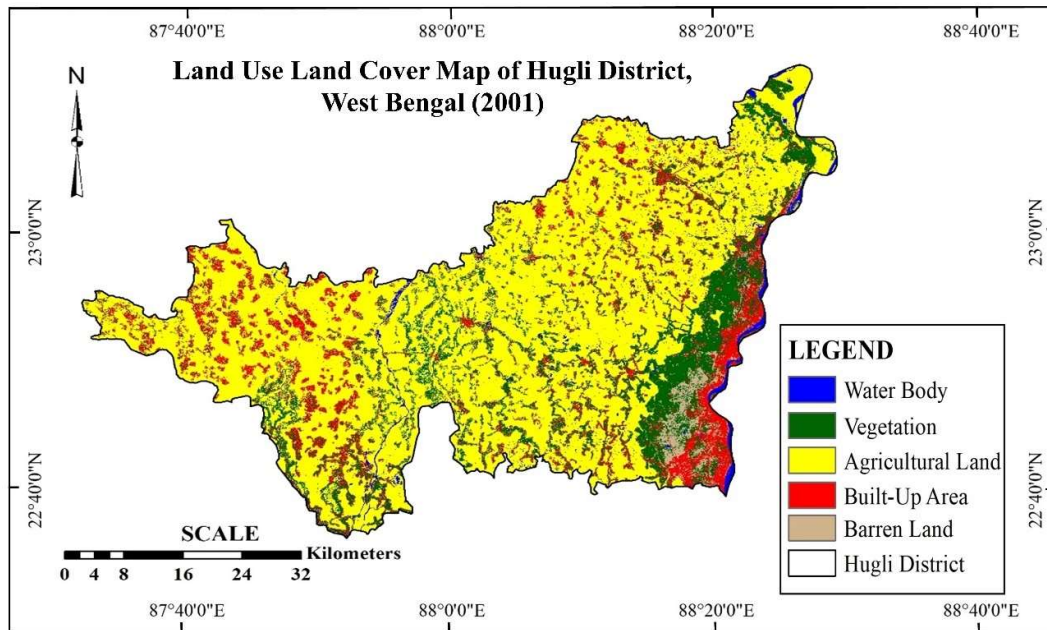 87°40'0"E 88°0'0"E 88°20'0"E 88°40'0"E
Land Use Land Cover Map of Hugli District,
West Bengal (2001)
N
23°0'0"N
23°0'0"N
22°40'0"N
22°40'0"N
LEGEND
Water Body
Vegetation
Agricultural Land
Built-Up Area
Barren Land
Hugli District
SCALE
Kilometers
0 4 8 16 24 32
87°40'0"E 88°0'0"E 88°20'0"E 88°40'0"E